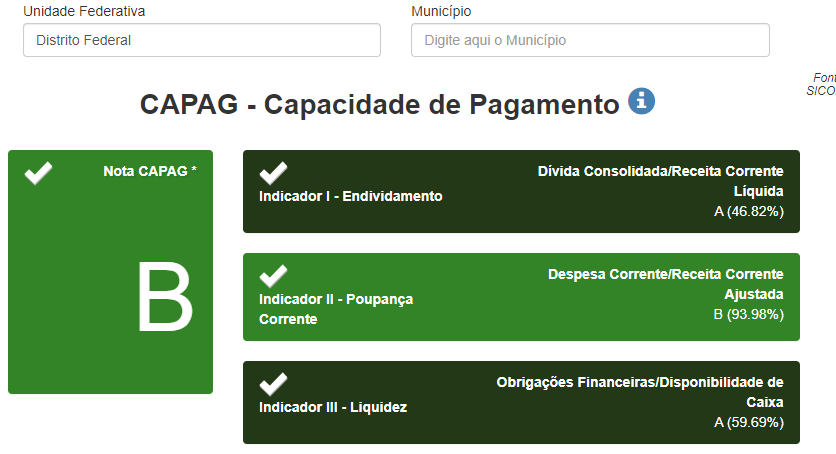 Unidade Federativa
Município
Distrito Federal
Digite aqui o Município
Font
SICO
CAPAG - Capacidade de Pagamento
Nota CAPAG *
B
Dívida Consolidada/Receita Corrente
Líquida
Indicador I - Endividamento
A (46.82%)
Despesa Corrente/Receita Corrente
Ajustada
Indicador II - Poupança
Corrente
B (93.98%)
Obrigações Financeiras/Disponibilidade de
Caixa
Indicador III - Liquidez
A (59.69%)